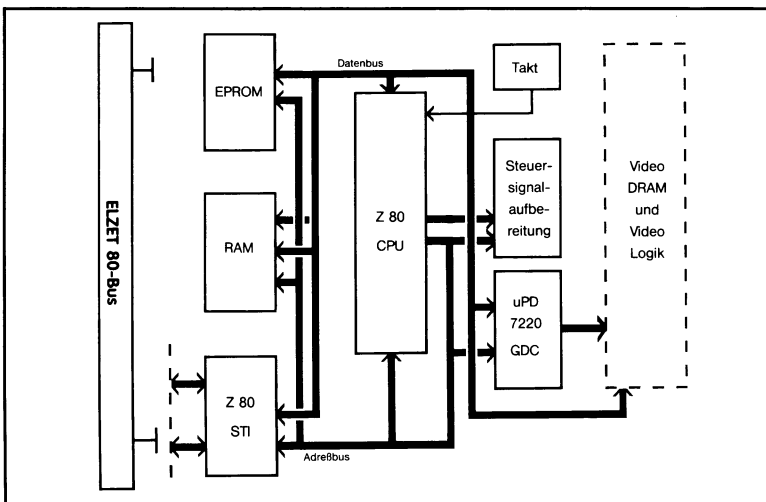 ELZET 80-Bus
EPROM
RAM
Z 80
STI
Datenbus
Adreßbus
Z 80
CPU
Takt
Steuer-
signal-
aufbe-
reitung
uPD
7220
GDC
Video
DRAM
und
Video
Logik